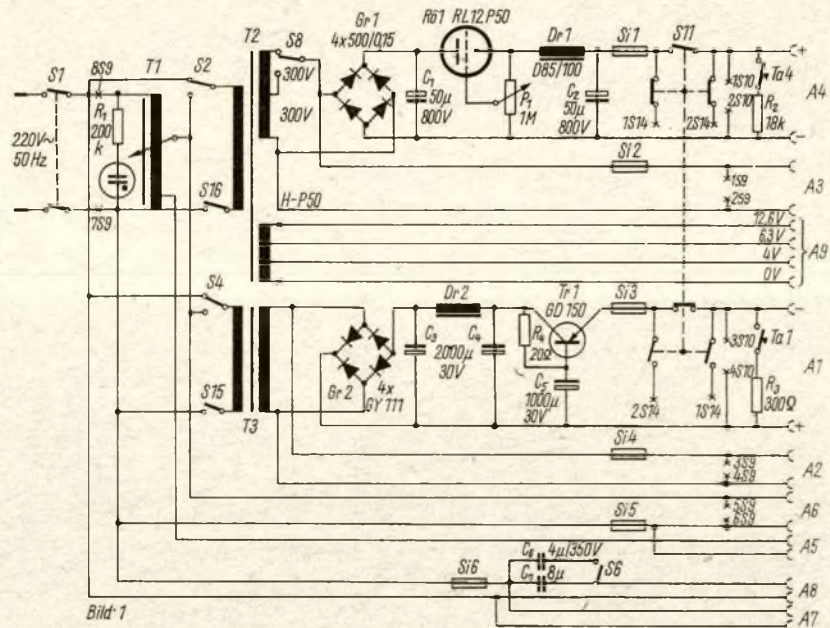 Gr 1
4x500/0,15
Rö1 RL12P50
T2
S8
300V
300V
Dr1
D85/100
Si1
S11
+
S1
8S9
T1
S2
R₁
200
k
220V~
50Hz
C₁
50µ
800V
P₁
1M
C₂
50µ
800V
1S14
2S14
1S10
2S10
Ta4
R₂
18k
A4
−
Si2
1S9
2S9
A3
S16
7S9
H-P50
12,6V
6,3V
4V
0V
A9
S4
S15
T3
Gr2
4x
GY 111
C₃
2000µ
30V
Dr2
C₄
R₄
20Ω
Tr1
GD 150
C₅
1000µ
30V
Si3
2S14
1S14
3S10
4S10
−
Ta1
R₃
300Ω
A1
+
Si4
3S9
4S9
A2
5S9
6S9
A6
Si5
A5
C₆ 4µ/350V
C₇ 8µ
S6
Si6
A8
A7
Bild 1